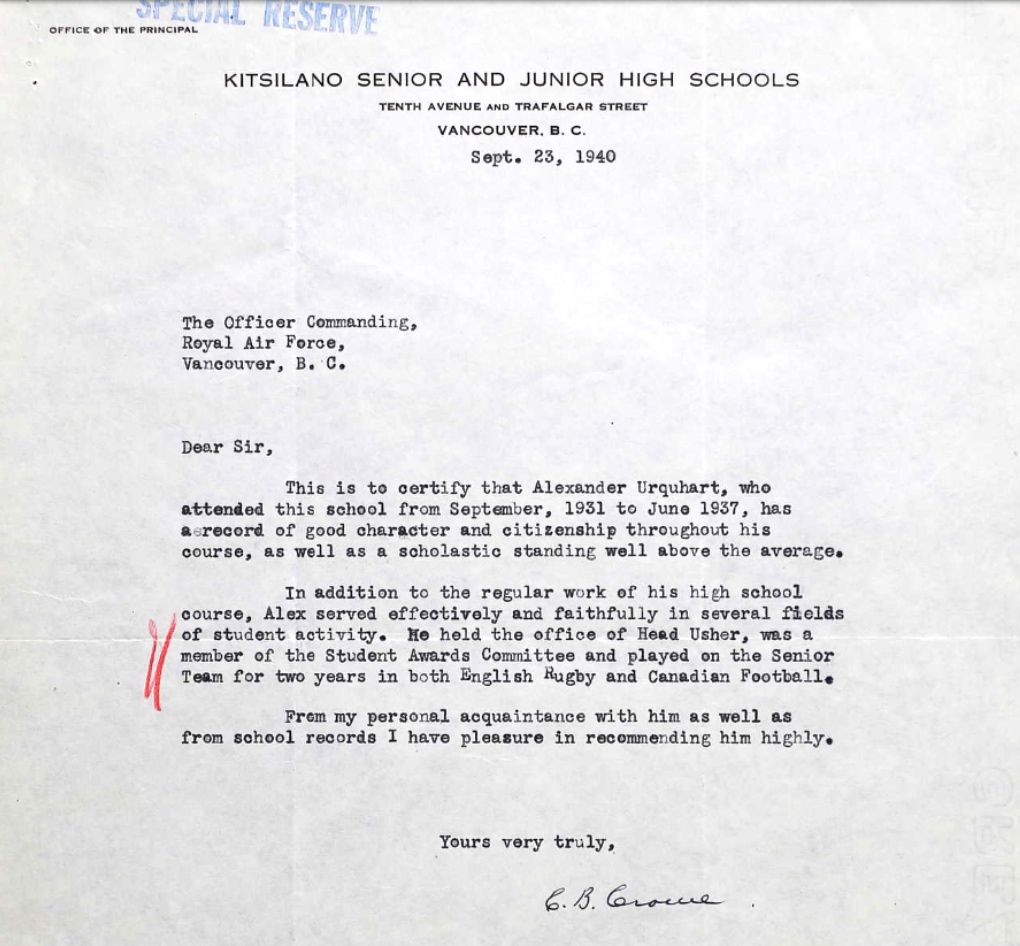 SPECIAL RESERVE
OFFICE OF THE PRINCIPAL
KITSILANO SENIOR AND JUNIOR HIGH SCHOOLS
TENTH AVENUE AND TRAFALGAR STREET
VANCOUVER, B. C.
Sept. 23, 1940
The Officer Commanding,
Royal Air Force,
Vancouver, B. C.
Dear Sir,
This is to certify that Alexander Urquhart, who
attended this school from September, 1931 to June 1937, has
a record of good character and citizenship throughout his
course, as well as a scholastic standing well above the average.
In addition to the regular work of his high school
course, Alex served effectively and faithfully in several fields
of student activity. He held the office of Head Usher, was a
member of the Student Awards Committee and played on the Senior
Team for two years in both English Rugby and Canadian Football.
From my personal acquaintance with him as well as
from school records I have pleasure in recommending him highly.
Yours very truly,
C. B. Crowe